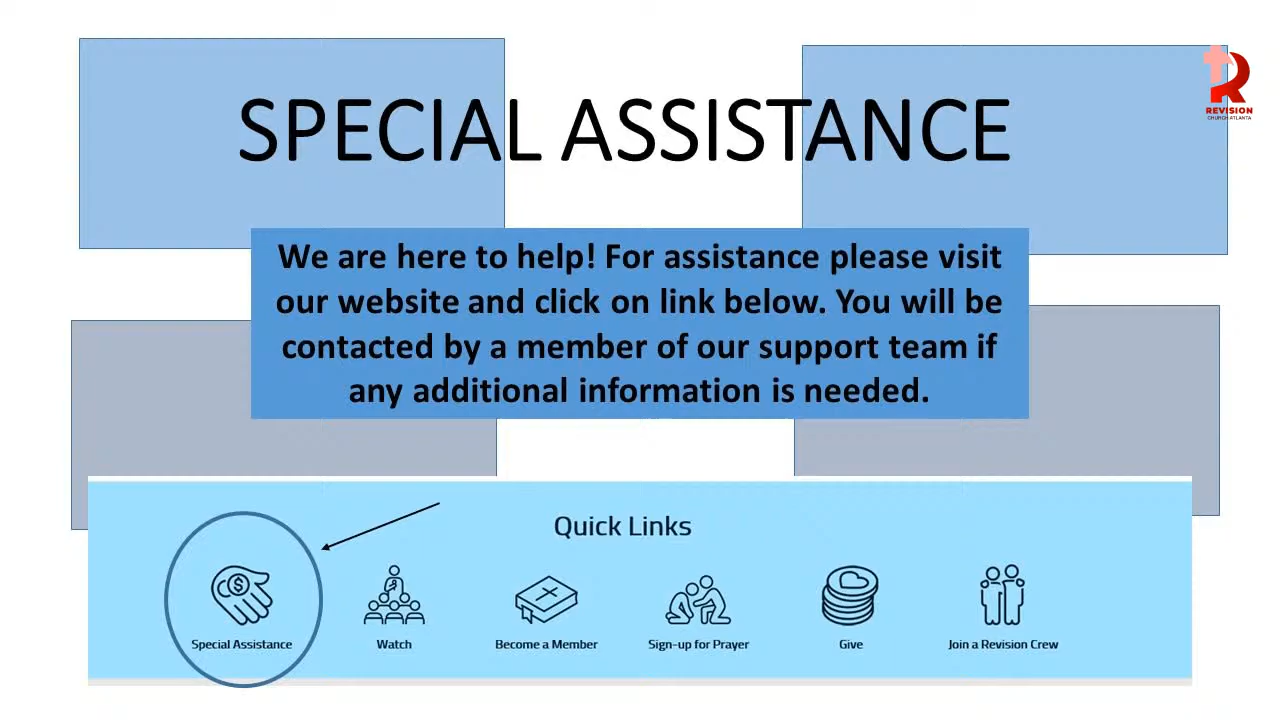 SPECIAL ASSISTANCE
REVISION
CHURCH ATLANTA
We are here to help! For assistance please visit
our website and click on link below. You will be
contacted by a member of our support team if
any additional information is needed.
Quick Links
Special Assistance
Watch
Become a Member
Sign-up for Prayer
Give
Join a Revision Crew